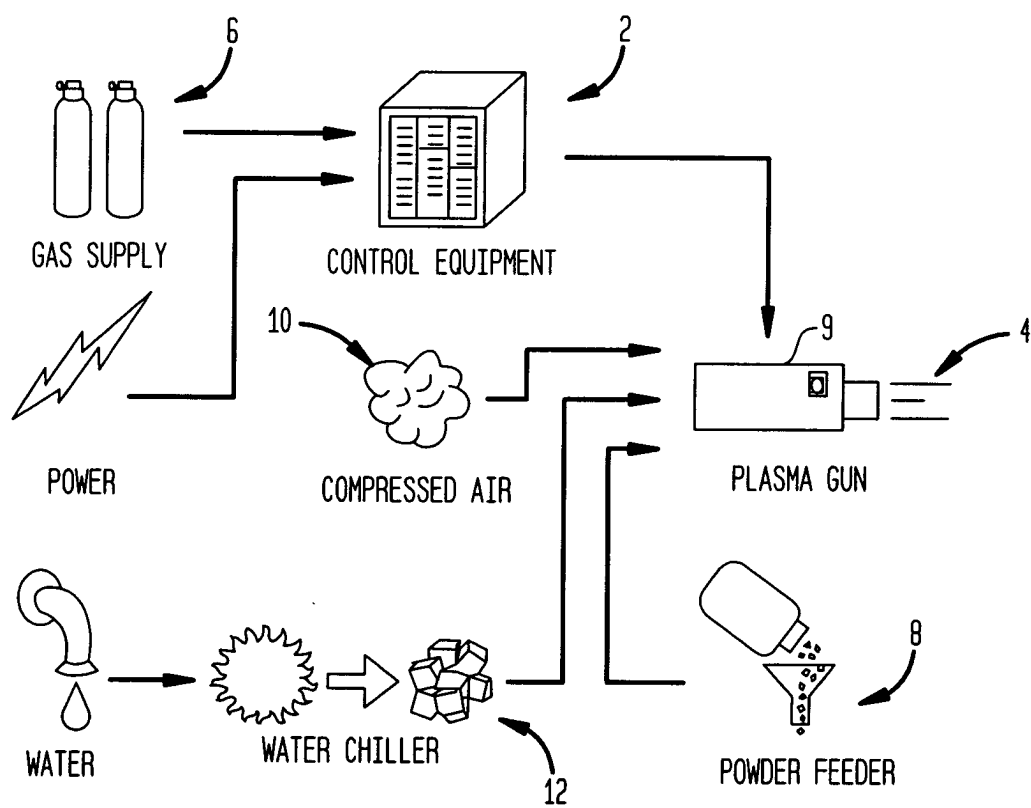 6
2
GAS SUPPLY
CONTROL EQUIPMENT
10
9
4
POWER
COMPRESSED AIR
PLASMA GUN
8
WATER
WATER CHILLER
12
POWDER FEEDER